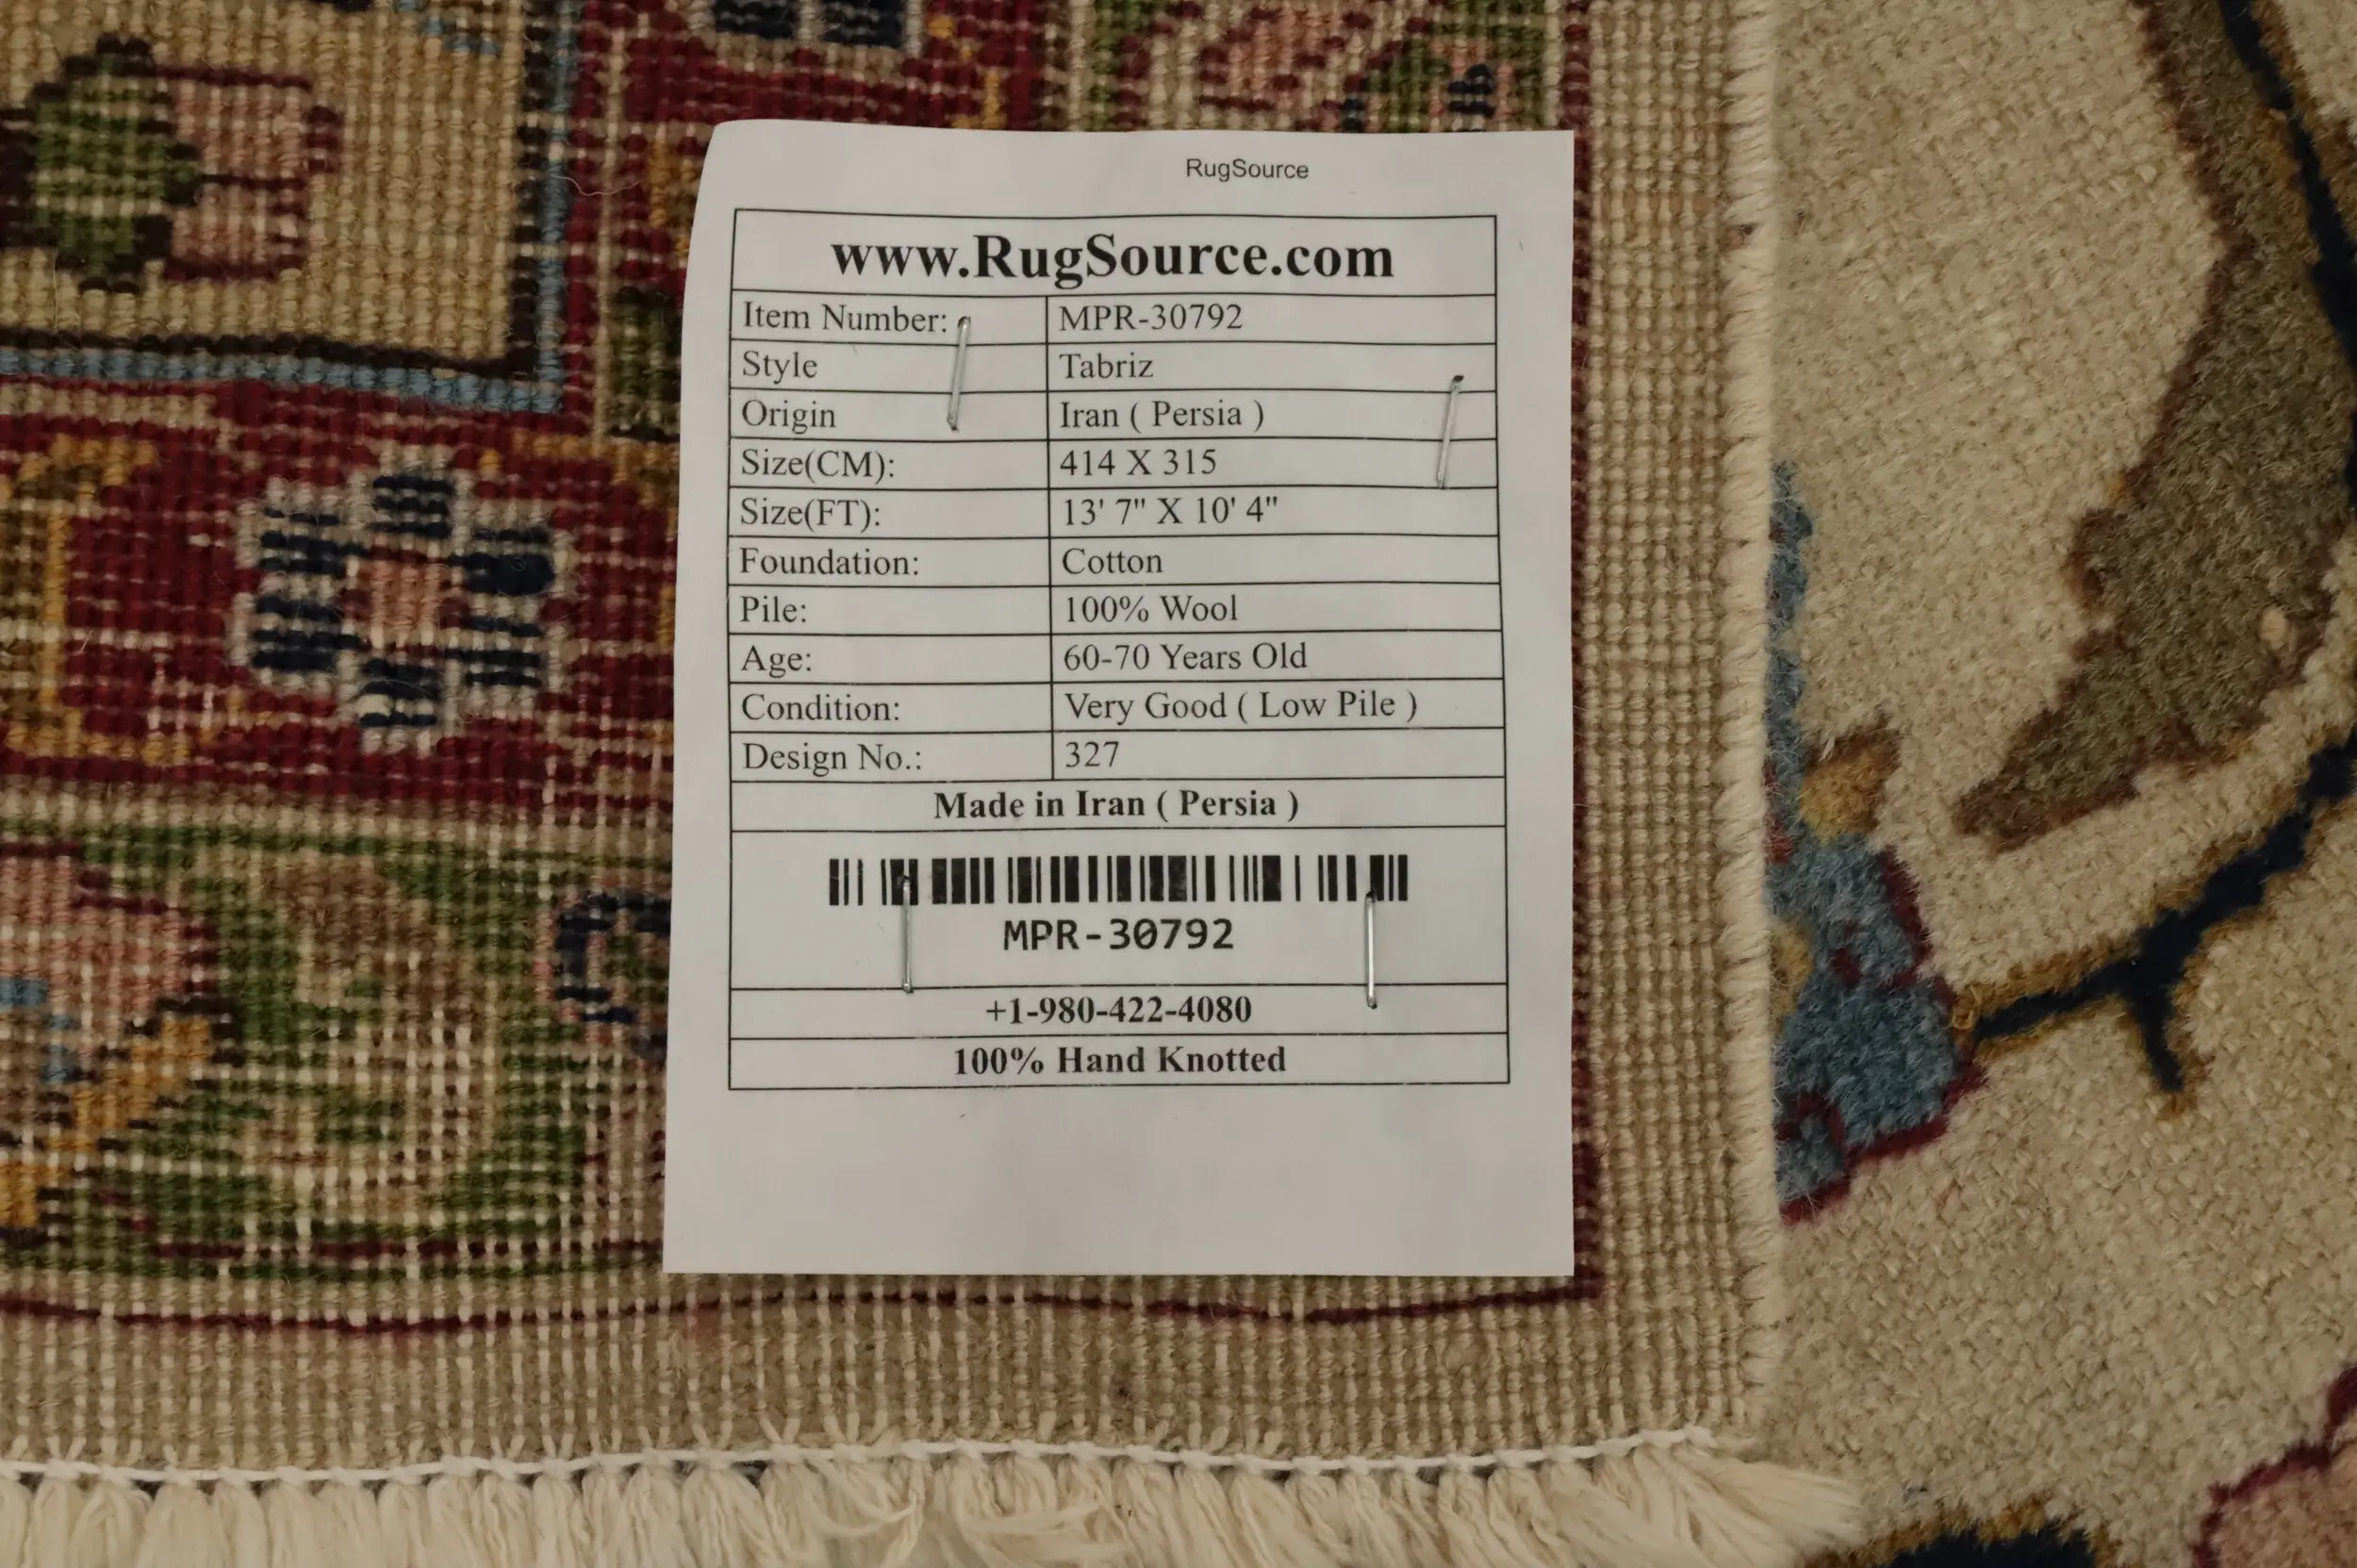 RugSource
www.RugSource.com
Item Number: MPR-30792
Style Tabriz
Origin Iran ( Persia )
Size(CM): 414 X 315
Size(FT): 13' 7" X 10' 4"
Foundation: Cotton
Pile: 100% Wool
Age: 60-70 Years Old
Condition: Very Good ( Low Pile )
Design No.: 327
Made in Iran ( Persia )
MPR-30792
+1-980-422-4080
100% Hand Knotted